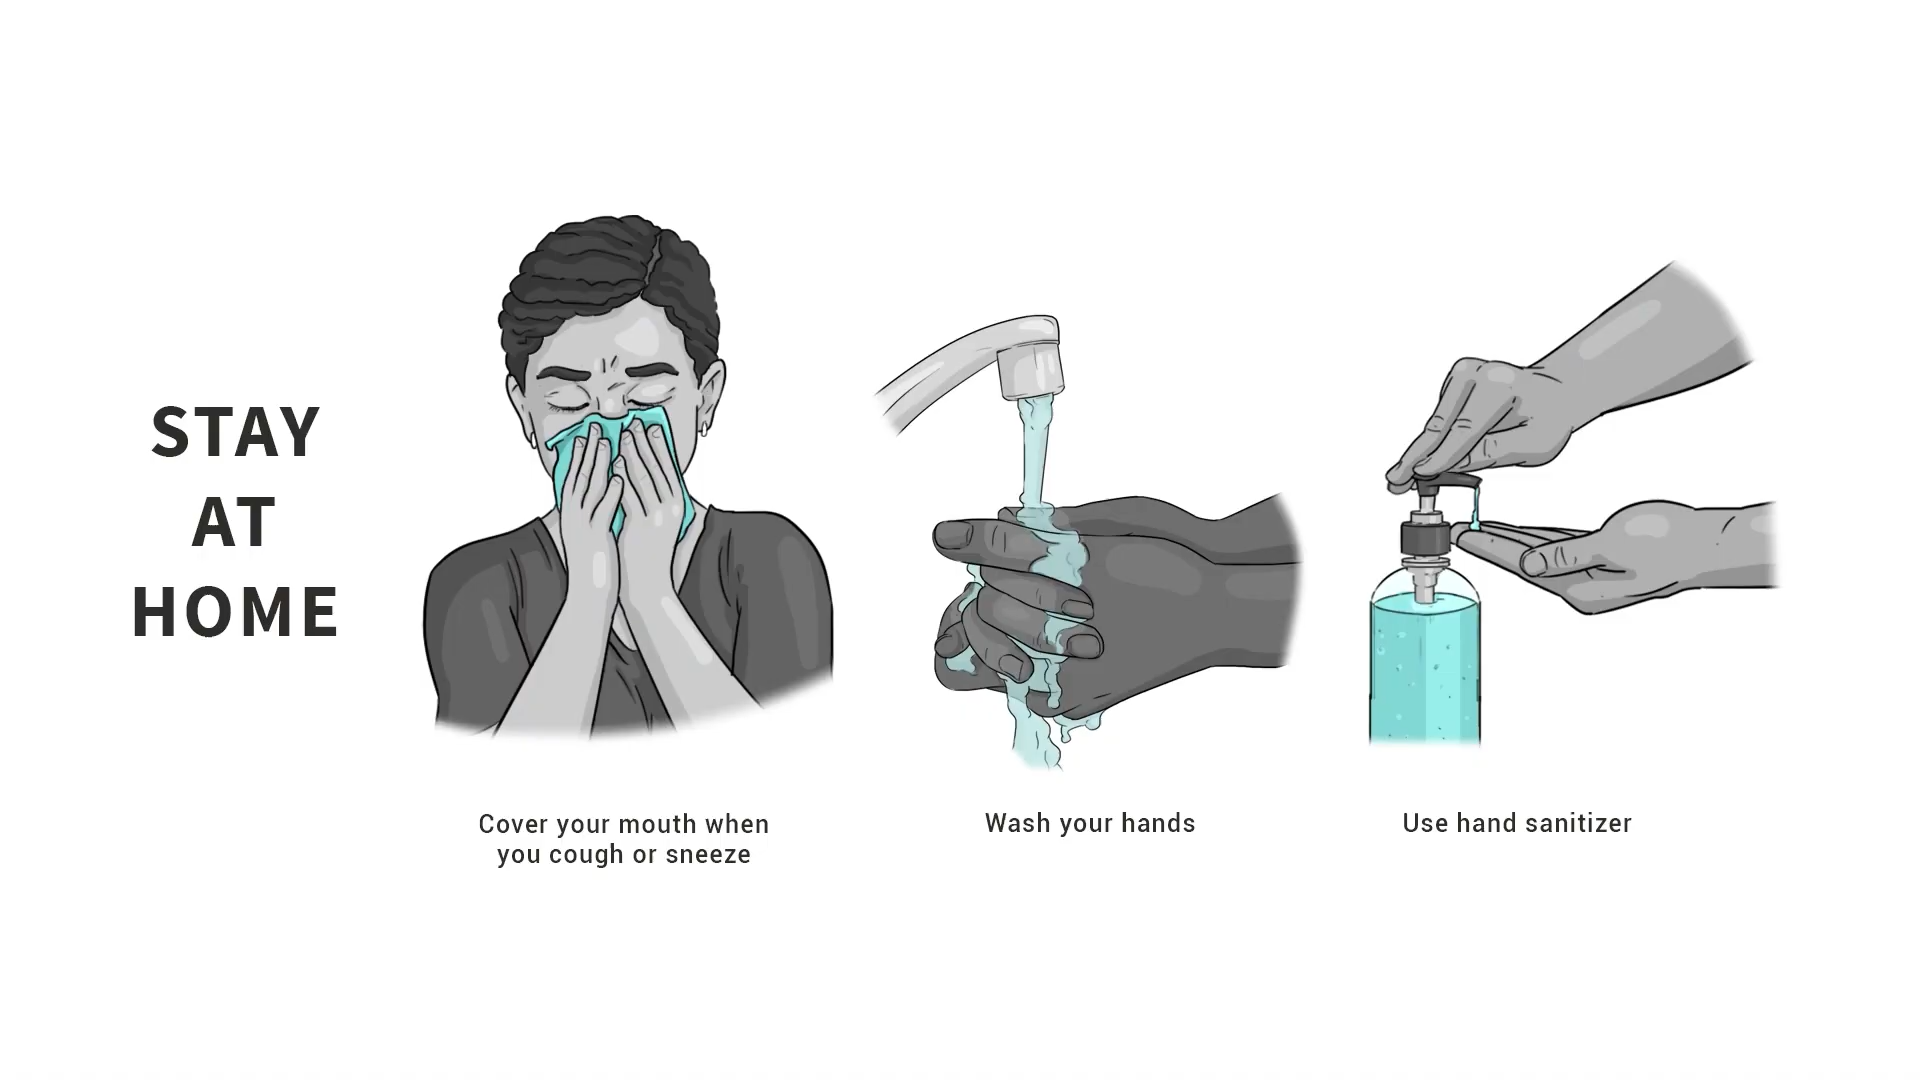 STAY
AT
HOME
Cover your mouth when
you cough or sneeze
Wash your hands
Use hand sanitizer